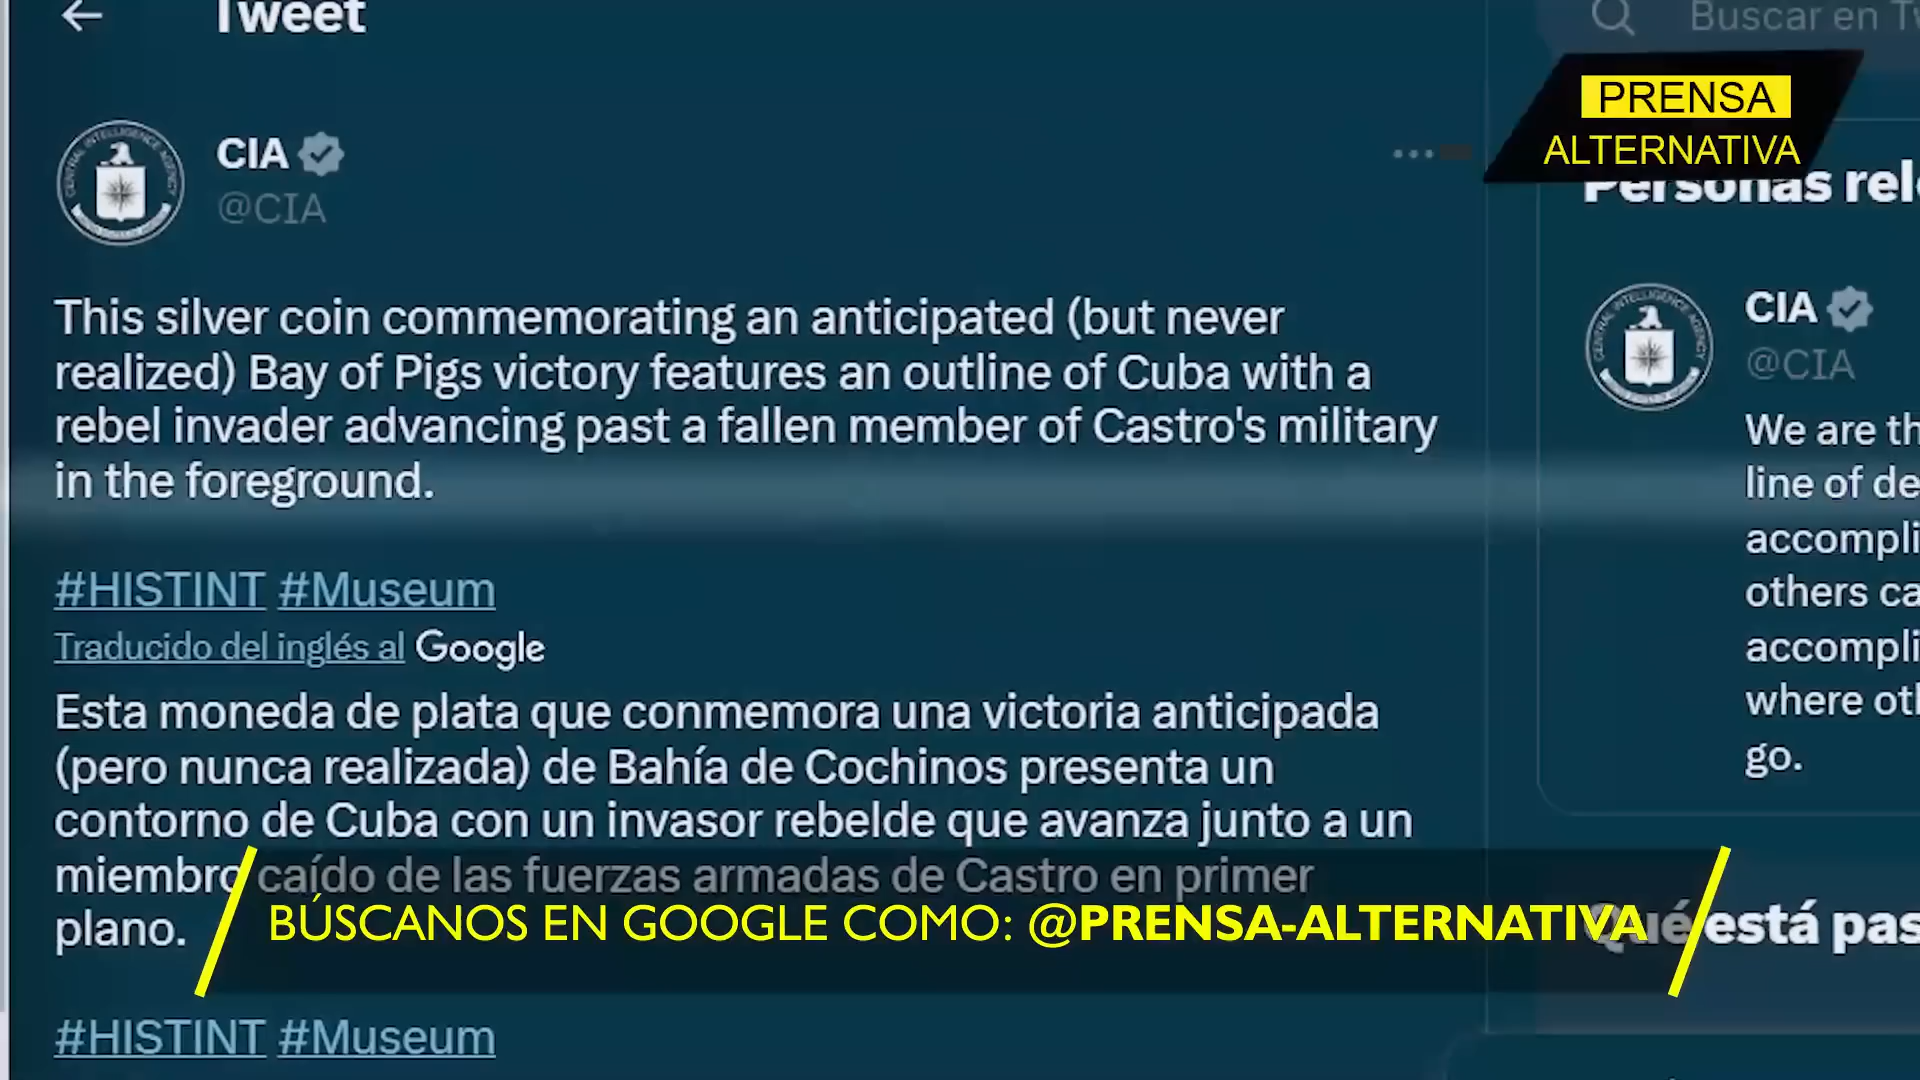 Tweet
Buscar en
PRENSA
ALTERNATIVA
CIA
@CIA
This silver coin commemorating an anticipated (but never
realized) Bay of Pigs victory features an outline of Cuba with a
rebel invader advancing past a fallen member of Castro's military
in the foreground.
#HISTINT #Museum
Traducido del inglés al Google
Esta moneda de plata que conmemora una victoria anticipada
(pero nunca realizada) de Bahía de Cochinos presenta un
contorno de Cuba con un invasor rebelde que avanza junto a un
miembro caído de las fuerzas armadas de Castro en primer
plano.
#HISTINT #Museum
Personas rel
CIA
@CIA
We are th
line of de
accompli
others ca
accompli
where oth
go.
Qué está pas
BÚSCANOS EN GOOGLE COMO: @PRENSA-ALTERNATIVA